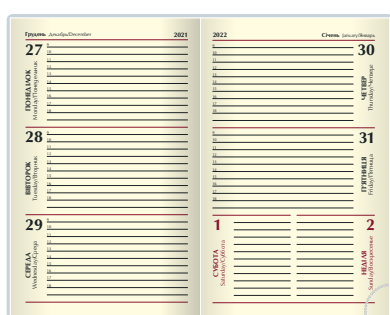 Грудень Декабрь/December 2021
27
ПОНЕДІЛОК
Monday/Понедельник
28
ВІВТОРОК
Tuesday/Вторник
29
СЕРЕДА
Wednesday/Среда
2022 Січень January/Январь
30
ЧЕТВЕР
Thursday/Четверг
31
П'ЯТНИЦЯ
Friday/Пятница
1
СУБОТА
Saturday/Суббота
2
НЕДІЛЯ
Sunday/Воскресенье